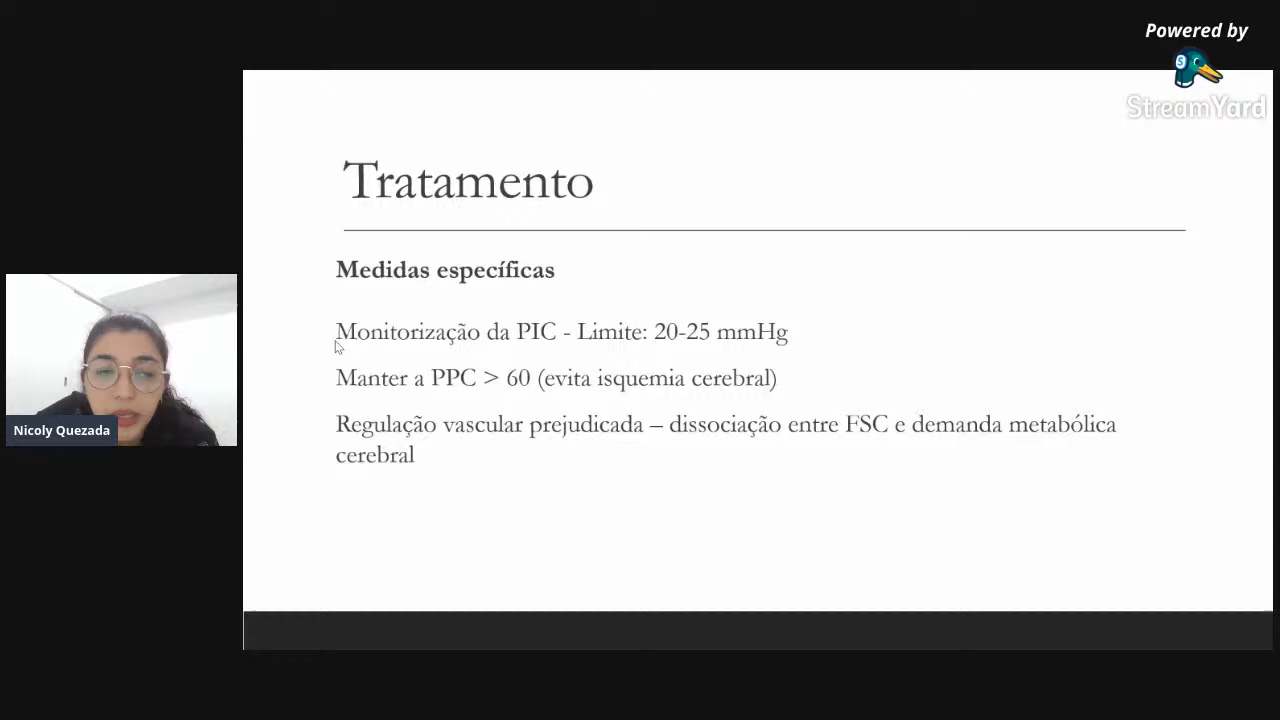 Powered by
StreamYard
Tratamento
Medidas específicas
Monitorização da PIC - Limite: 20-25 mmHg
Manter a PPC > 60 (evita isquemia cerebral)
Regulação vascular prejudicada – dissociação entre FSC e demanda metabólica
cerebral
Nicoly Quezada